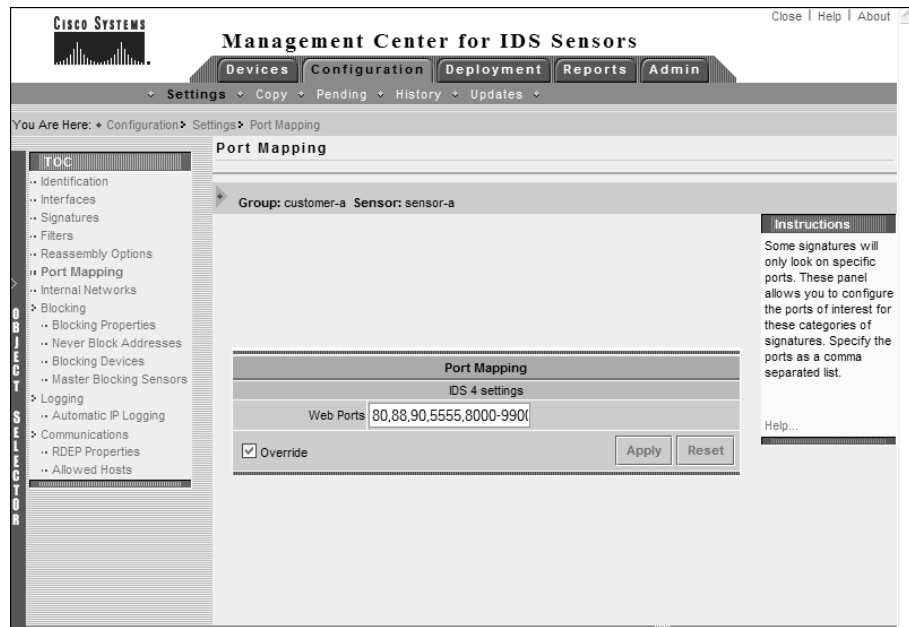 Close | Help | About
CISCO SYSTEMS
Management Center for IDS Sensors
Devices Configuration Deployment Reports Admin
Settings Copy Pending History Updates
You Are Here: Configuration Settings Port Mapping
TOC
Identification
Interfaces
Signatures
Filters
Reassembly Options
Port Mapping
Internal Networks
Blocking
Blocking Properties
Never Block Addresses
Blocking Devices
Master Blocking Sensors
Logging
Automatic IP Logging
Communications
RDEP Properties
Allowed Hosts
OBJECT SELECTOR
Port Mapping
Group: customer-a Sensor: sensor-a
Port Mapping
IDS 4 settings
Web Ports 80,88,90,5555,8000-990
Override
Apply Reset
Instructions
Some signatures will
only look on specific
ports. These panel
allows you to configure
the ports of interest for
these categories of
signatures. Specify the
ports as a comma
separated list.
Help...